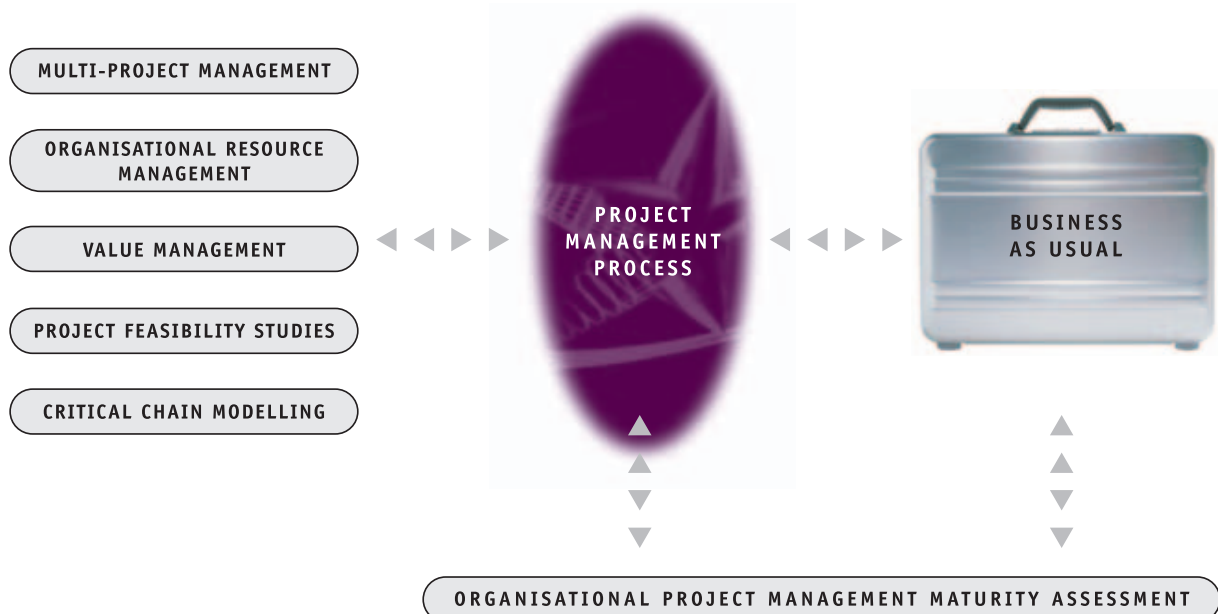 MULTI-PROJECT MANAGEMENT
ORGANISATIONAL RESOURCE
MANAGEMENT
VALUE MANAGEMENT
PROJECT FEASIBILITY STUDIES
CRITICAL CHAIN MODELLING
PROJECT
MANAGEMENT
PROCESS
BUSINESS
AS USUAL
ORGANISATIONAL PROJECT MANAGEMENT MATURITY ASSESSMENT